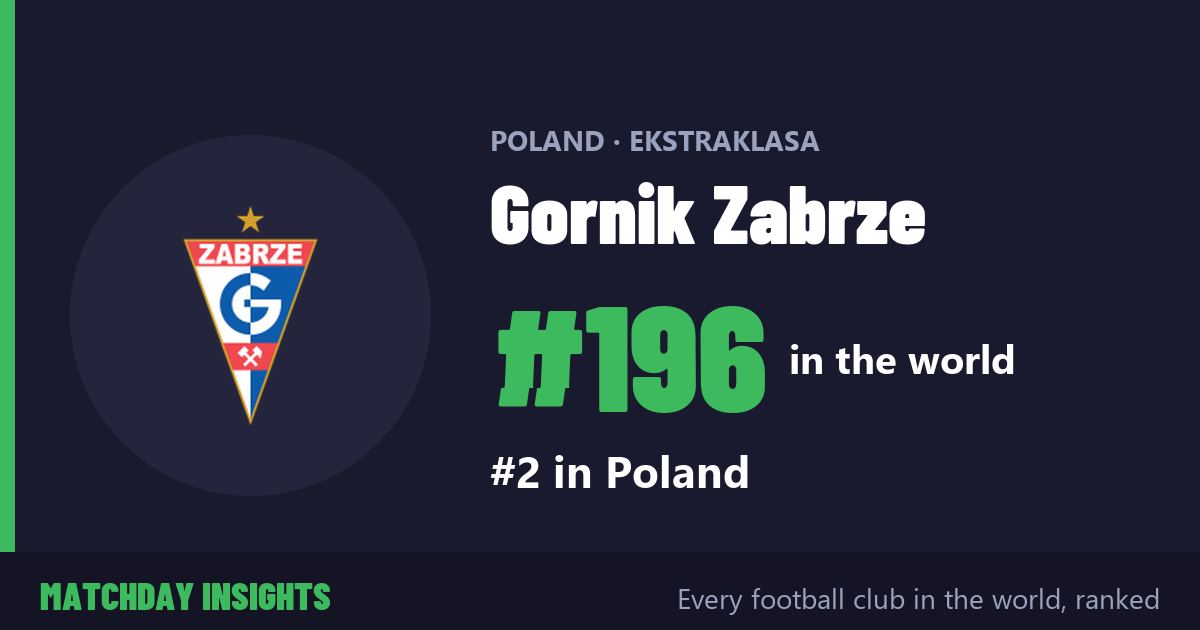 POLAND · EKSTRAKLASA
Gornik Zabrze
ZABRZE
G
#196 in the world
#2 in Poland
MATCHDAY INSIGHTS
Every football club in the world, ranked